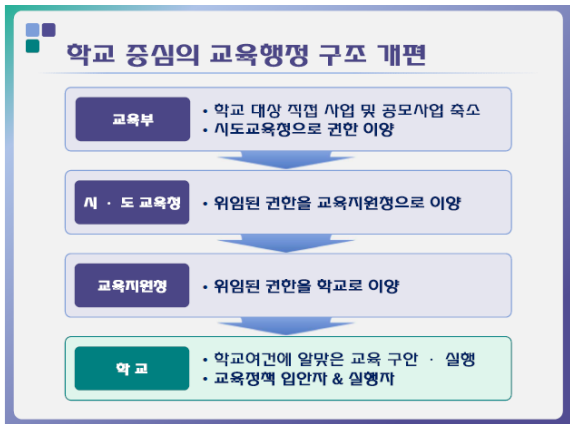 학교 중심의 교육행정 구조 개편
교육부
• 학교 대상 직접 사업 및 공모사업 축소
• 시도교육청으로 권한 이양
시 · 도 교육청
• 위임된 권한을 교육지원청으로 이양
교육지원청
• 위임된 권한을 학교로 이양
학 교
• 학교여건에 알맞은 교육 구안 · 실행
• 교육정책 입안자 & 실행자